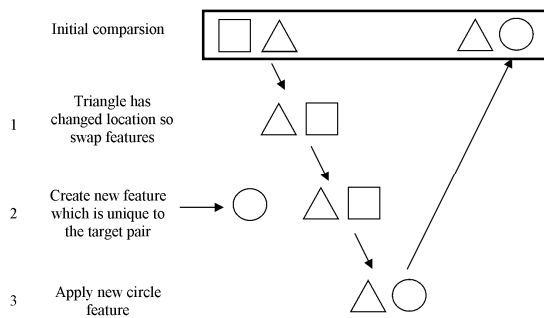 Initial comparsion
1
Triangle has
changed location so
swap features
2
Create new feature
which is unique to
the target pair
3
Apply new circle
feature